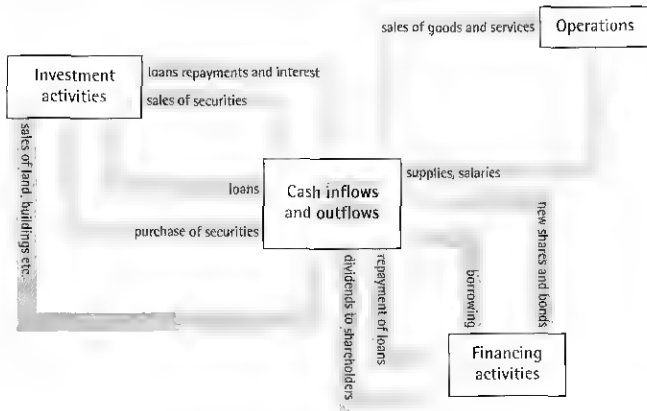 sales of goods and services
Operations
Investment
activities
loans repayments and interest
sales of securities
sales of land, buildings etc.
loans
Cash inflows
and outflows
supplies, salaries
purchase of securities
new shares and bonds
borrowing
repayment of loans
dividends to shareholders
Financing
activities